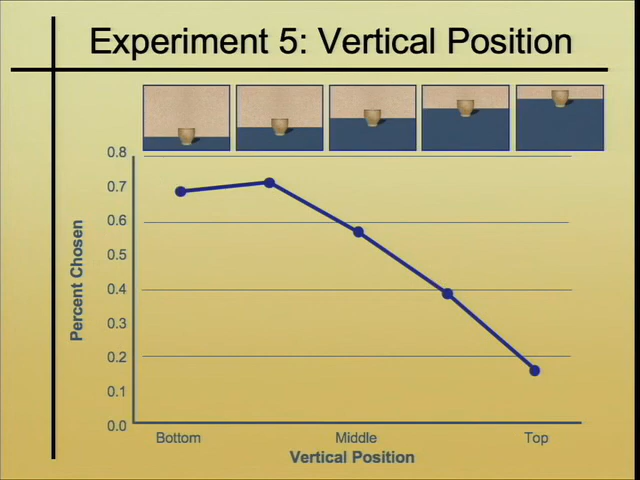 Experiment 5: Vertical Position
0.8
0.7
0.6
0.5
0.4
0.3
0.2
0.1
0.0
Percent Chosen
Bottom Middle Top
Vertical Position